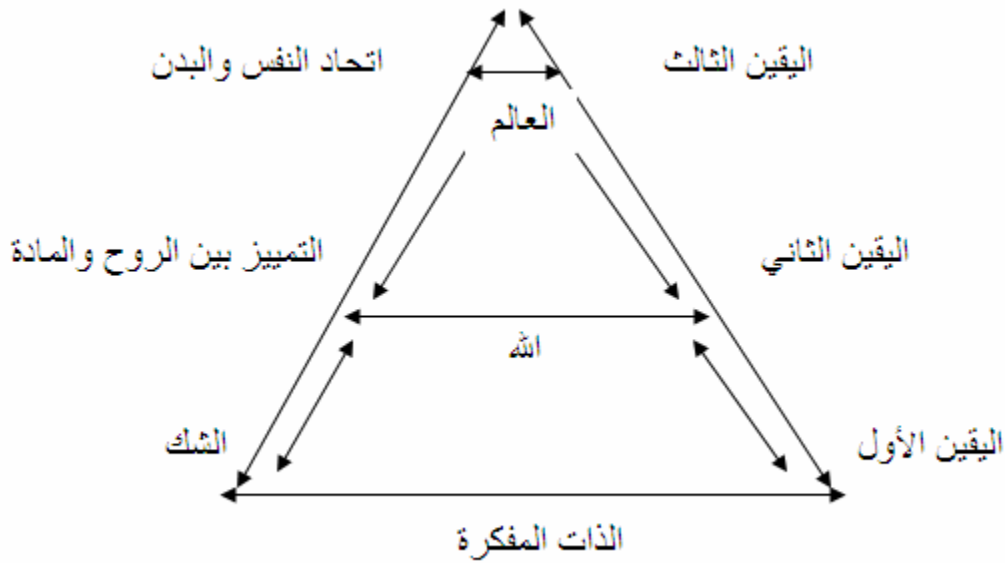 اليقين الثالث
اتحاد النفس والبدن
العالم
اليقين الثاني
التمييز بين الروح والمادة
الله
اليقين الأول
الشك
الذات المفكرة